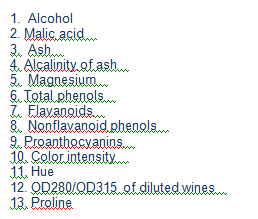 1. Alcohol
2. Malic acid
3. Ash
4. Alcalinity of ash
5. Magnesium
6. Total phenols
7. Flavanoids
8. Nonflavanoid phenols
9. Proanthocyanins
10. Color intensity
11. Hue
12. OD280/OD315 of diluted wines
13. Proline